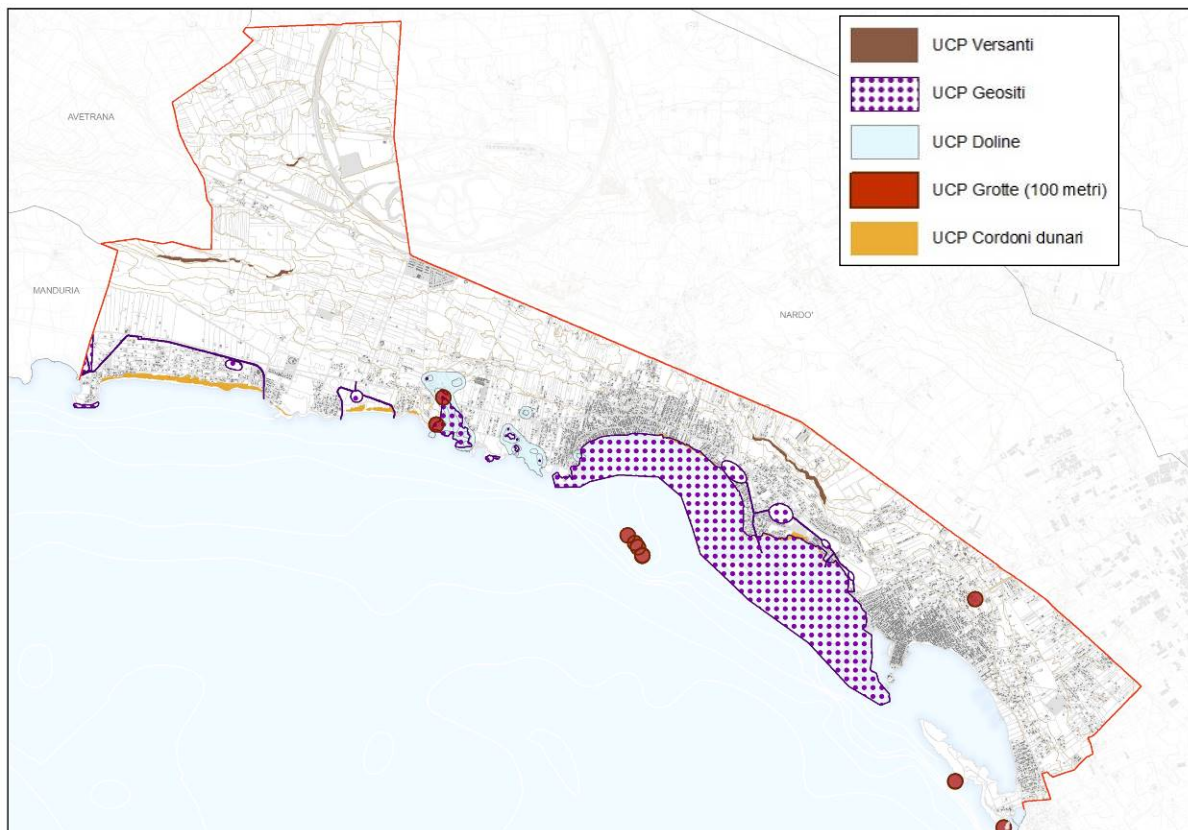 UCP Versanti
UCP Geositi
UCP Doline
UCP Grotte (100 metri)
UCP Cordoni dunari
AVETRANA
MANDURIA
NARDO'